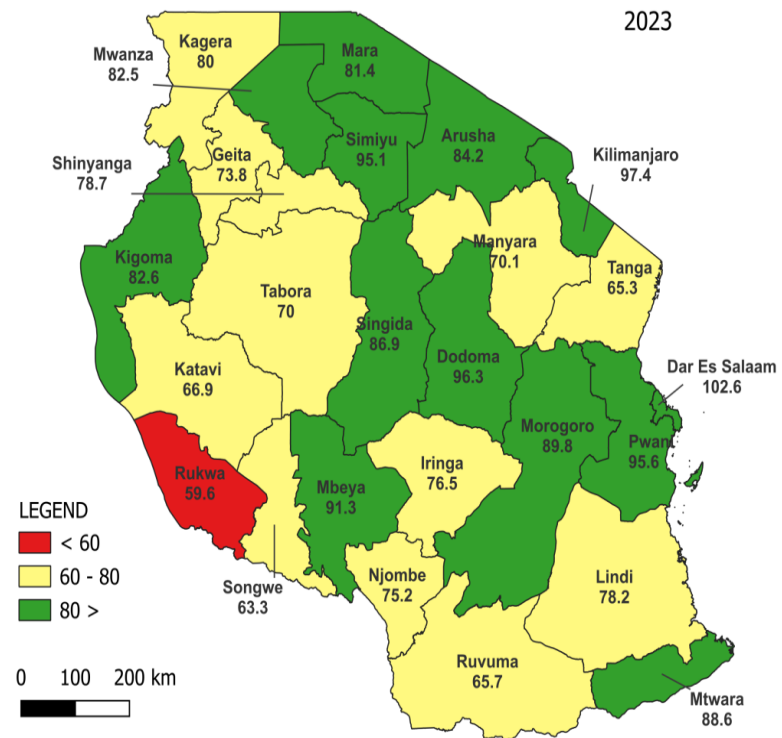 2023
Kagera
80
Mwanza
82.5
Mara
81.4
Simiyu
95.1
Arusha
84.2
Kilimanjaro
97.4
Geita
73.8
Shinyanga
78.7
Kigoma
82.6
Manyara
70.1
Tanga
65.3
Tabora
70
Singida
86.9
Dodoma
96.3
Katavi
66.9
Dar Es Salaam
102.6
Morogoro
89.8
Pwani
95.6
Rukwa
59.6
Mbeya
91.3
Iringa
76.5
LEGEND
< 60
60 - 80
80 >
Songwe
63.3
Njombe
75.2
Lindi
78.2
Ruvuma
65.7
Mtwara
88.6
0 100 200 km